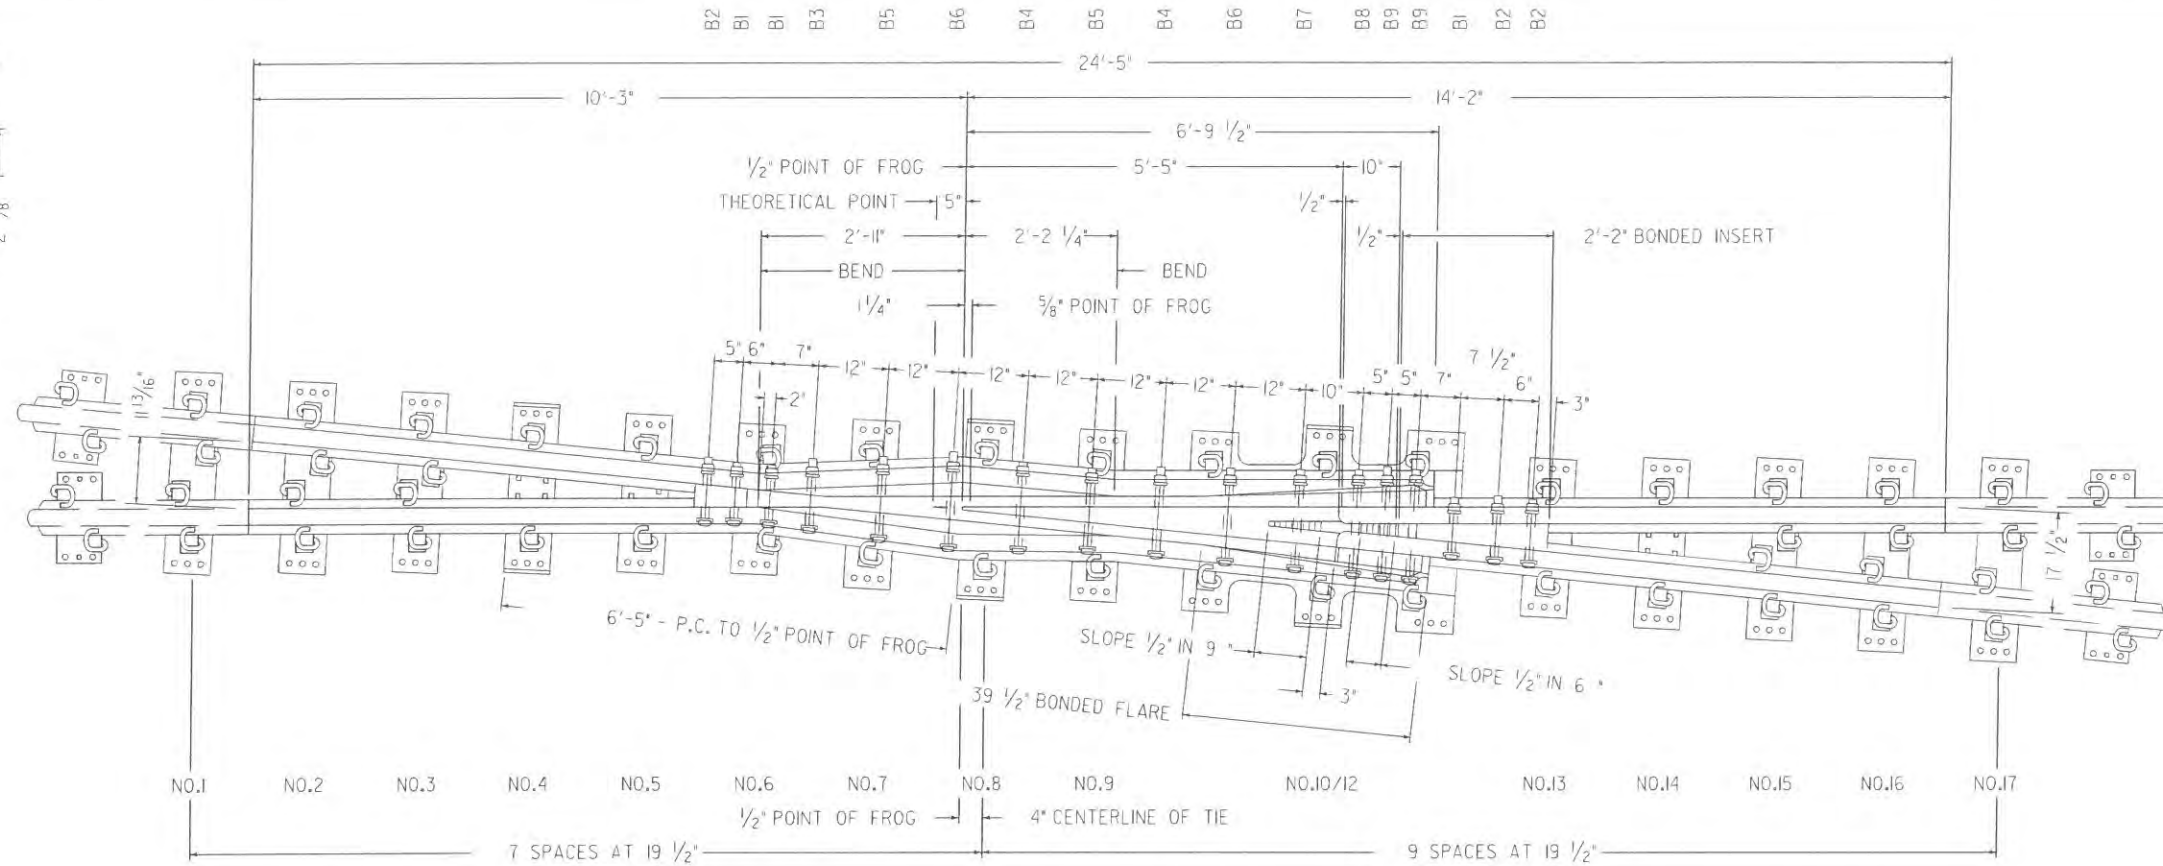 B2 B1 B1 B3 B5 B6 B4 B5 B4 B6 B7 B8 B9 B9 B1 B2 B2
24'-5"
10'-3" 14'-2"
6'-9 1/2"
1/2" POINT OF FROG 5'-5" 10"
THEORETICAL POINT 5" 1/2"
2'-11" 2'-2 1/4" 1/2" 2'-2" BONDED INSERT
BEND BEND
1 1/4" 5/8" POINT OF FROG
5" 6" 7" 12" 12" 12" 12" 12" 12" 12" 10" 5" 5" 7" 7 1/2" 6" 3"
2"
11 13/16"
17 1/2"
6'-5" - P.C. TO 1/2" POINT OF FROG
SLOPE 1/2" IN 9 "
SLOPE 1/2" IN 6 "
3"
39 1/2" BONDED FLARE
NO.1 NO.2 NO.3 NO.4 NO.5 NO.6 NO.7 NO.8 NO.9 NO.10/12 NO.13 NO.14 NO.15 NO.16 NO.17
1/2" POINT OF FROG 4" CENTERLINE OF TIE
7 SPACES AT 19 1/2" 9 SPACES AT 19 1/2"